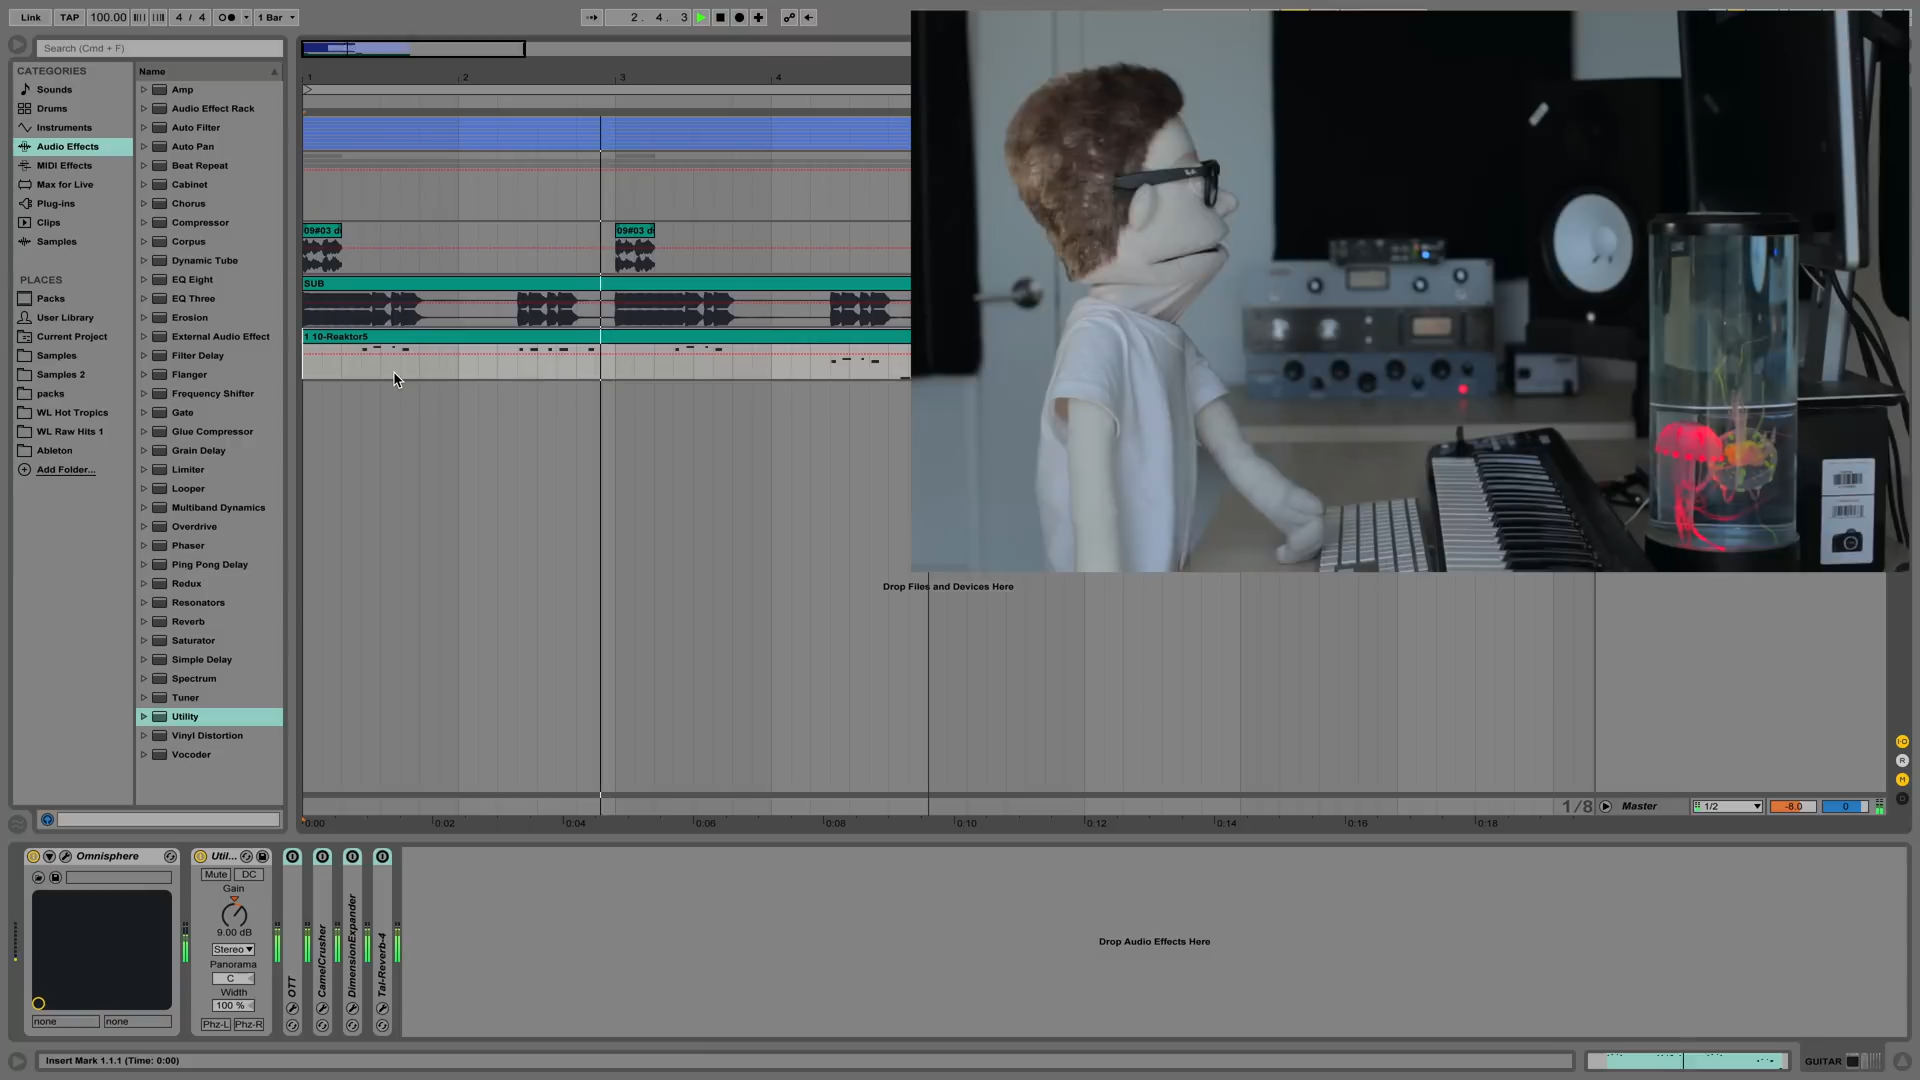 Link TAP 100.00 4 / 4 1 Bar 2. 4. 3
Search (Cmd + F)
CATEGORIES
Sounds
Drums
Instruments
Audio Effects
MIDI Effects
Max for Live
Plug-ins
Clips
Samples
PLACES
Packs
User Library
Current Project
Samples
Samples 2
packs
WL Hot Tropics
WL Raw Hits 1
Ableton
Add Folder...
Name
Amp
Audio Effect Rack
Auto Filter
Auto Pan
Beat Repeat
Cabinet
Chorus
Compressor
Corpus
Dynamic Tube
EQ Eight
EQ Three
Erosion
External Audio Effect
Filter Delay
Flanger
Frequency Shifter
Gate
Glue Compressor
Grain Delay
Limiter
Looper
Multiband Dynamics
Overdrive
Phaser
Ping Pong Delay
Redux
Resonators
Reverb
Saturator
Simple Delay
Spectrum
Tuner
Utility
Vinyl Distortion
Vocoder
1 2 3 4
09#03 di 09#03 di
SUB
1 10-Reaktor5
Drop Files and Devices Here
1/8 Master 1/2 -8.0 0
0:00 0:02 0:04 0:06 0:08 0:10 0:12 0:14 0:16 0:18
Omnisphere
none none
Util...
Mute DC
Gain
9.00 dB
Stereo
Panorama
C
Width
100 %
Phz-L Phz-R
OTT
CamelCrusher
DimensionExpander
Tal-Reverb-4
Drop Audio Effects Here
Insert Mark 1.1.1 (Time: 0:00)
GUITAR